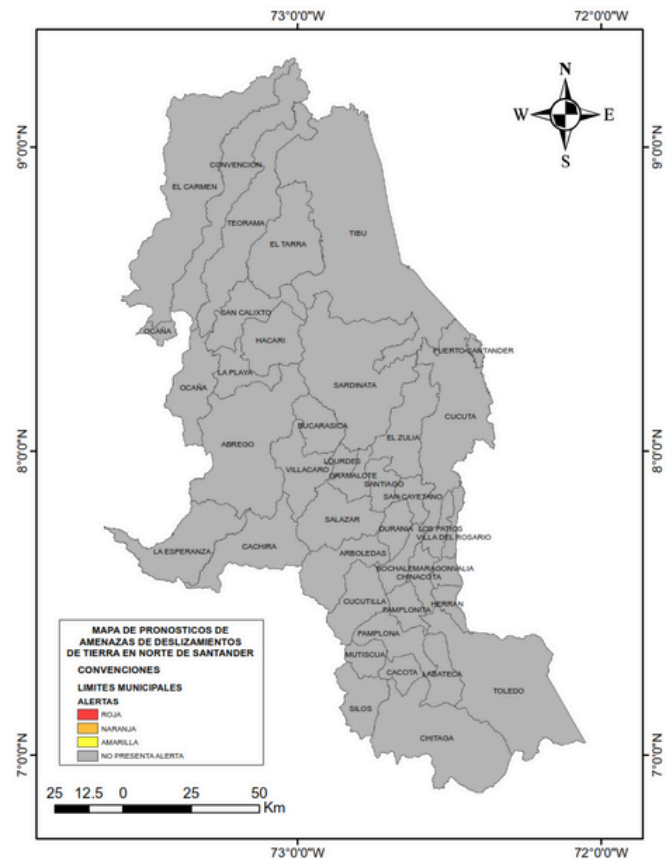 73°0'0"W 72°0'0"W
N
W E
S
9°0'0"N 9°0'0"N
CONVENCIÓN
EL CARMEN
TEORAMA
TIBU
EL TARRA
SAN CALIXTO
OCAÑA
HACARI
PUERTO SANTANDER
LA PLAYA
OCAÑA
SARDINATA
CUCUTA
BUCARASICA
EL ZULIA
ABREGO
8°0'0"N 8°0'0"N
LOURDES
VILLACARO
GRAMALOTE
SANTIAGO
SAN CAYETANO
SALAZAR
DURANIA
LOS PATIOS
VILLA DEL ROSARIO
CACHIRA
LA ESPERANZA
ARBOLEDAS
BOCHALEMA
RAGONVALIA
CHINACOTA
CUCUTILLA
HERRAN
PAMPLONITA
PAMPLONA
MUTISCUA
CACOTA
LABATECA
TOLEDO
SILOS
CHITAGA
7°0'0"N 7°0'0"N
MAPA DE PRONOSTICOS DE
AMENAZAS DE DESLIZAMIENTOS
DE TIERRA EN NORTE DE SANTANDER
CONVENCIONES
LIMITES MUNICIPALES
ALERTAS
ROJA
NARANJA
AMARILLA
NO PRESENTA ALERTA
25 12.5 0 25 50
Km
73°0'0"W 72°0'0"W